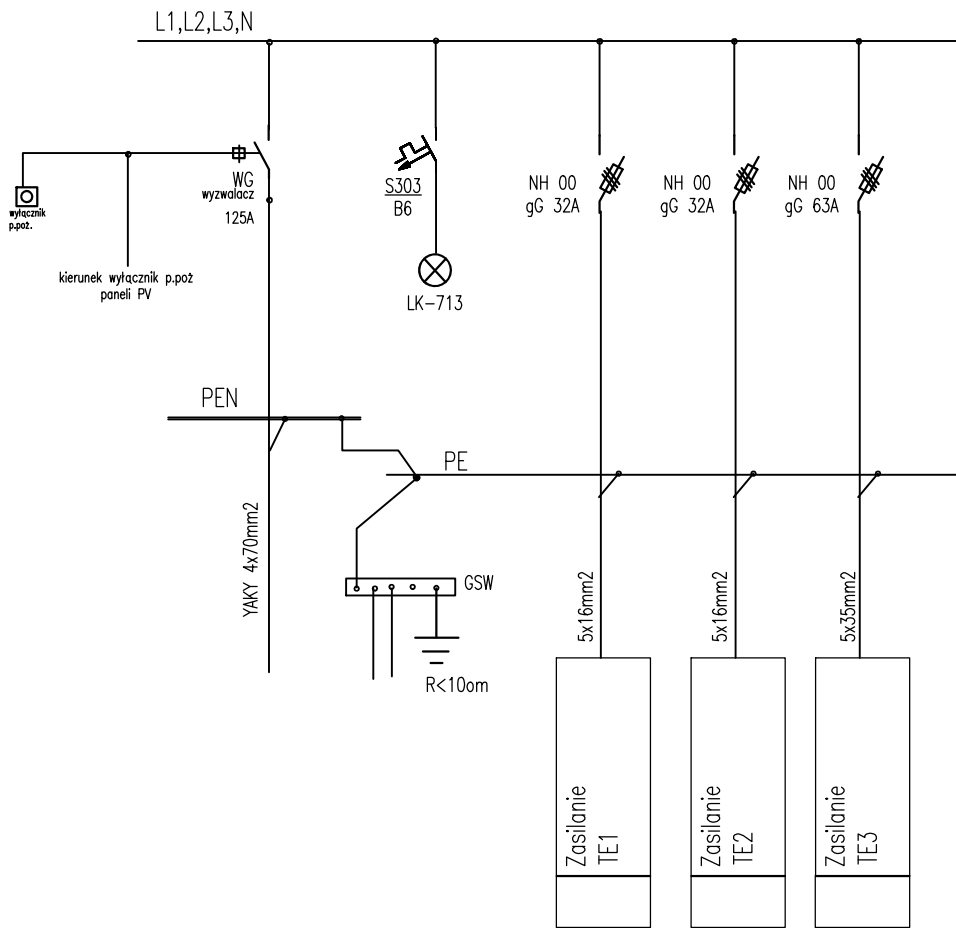 L1,L2,L3,N
WG
wyzwalacz
125A
wyłącznik
p.poż.
kierunek wyłącznik p.poż
paneli PV
S303
B6
LK-713
NH 00
gG 32A
NH 00
gG 32A
NH 00
gG 63A
PEN
PE
YAKY 4x70mm2
GSW
R<10om
5x16mm2
5x16mm2
5x35mm2
Zasilanie
TE1
Zasilanie
TE2
Zasilanie
TE3